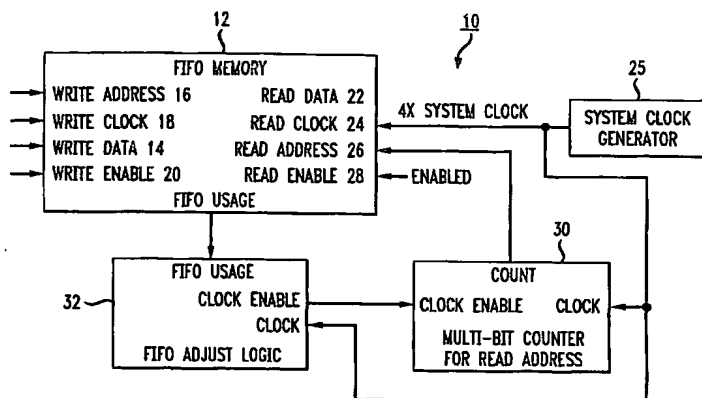 12
10
FIFO MEMORY
WRITE ADDRESS 16
READ DATA 22
WRITE CLOCK 18
READ CLOCK 24
WRITE DATA 14
READ ADDRESS 26
WRITE ENABLE 20
READ ENABLE 28
FIFO USAGE
4X SYSTEM CLOCK
ENABLED
25
SYSTEM CLOCK
GENERATOR
32
FIFO USAGE
CLOCK ENABLE
CLOCK
FIFO ADJUST LOGIC
30
COUNT
CLOCK ENABLE
CLOCK
MULTI-BIT COUNTER
FOR READ ADDRESS